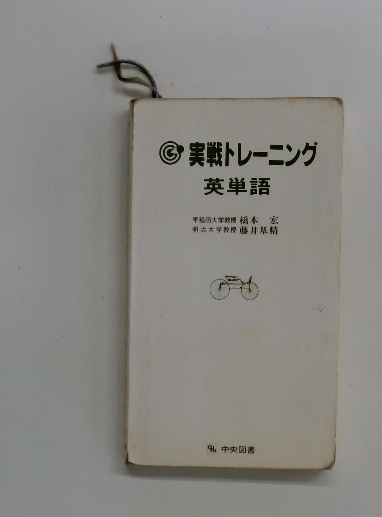 実戦トレーニング
英単語
早稲田大学教授 橋本 宏
明治大学教授 藤井基精
中央図書